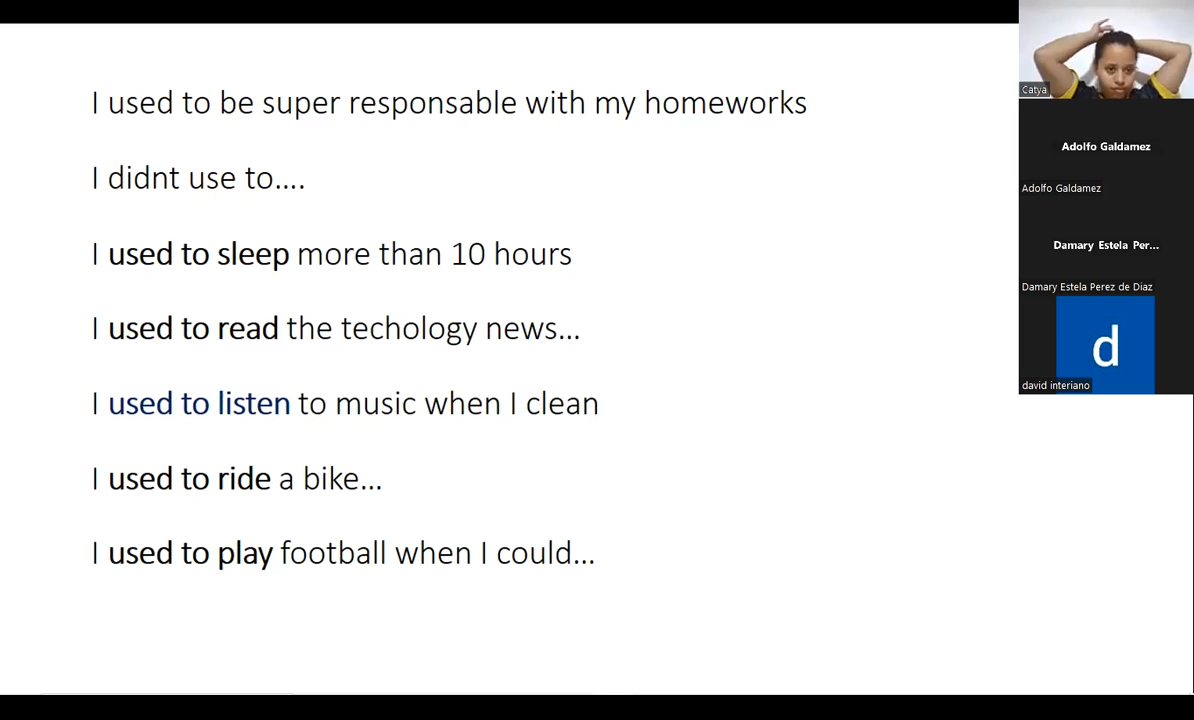 I used to be super responsable with my homeworks
I didnt use to....
I used to sleep more than 10 hours
I used to read the techology news...
I used to listen to music when I clean
I used to ride a bike...
I used to play football when I could...
Catya
Adolfo Galdamez
Adolfo Galdamez
Damary Estela Per...
Damary Estela Perez de Diaz
d
david interiano